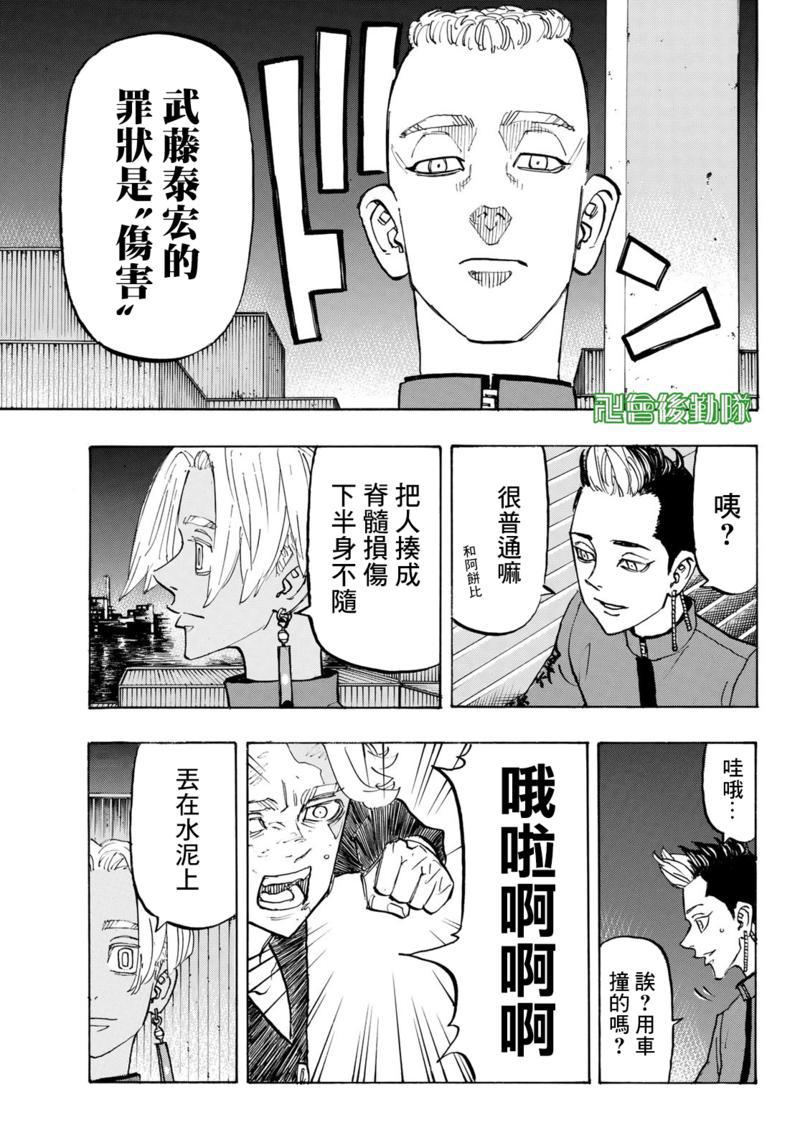 武藤泰宏的
罪狀是“傷害”
卍會後勤隊
咦?
很普通嘛
和阿餅比
把人揍成
脊髓損傷
下半身不隨
哇哦…
誒?用車
撞的嗎?
哦啦啊啊啊
丟在水泥上